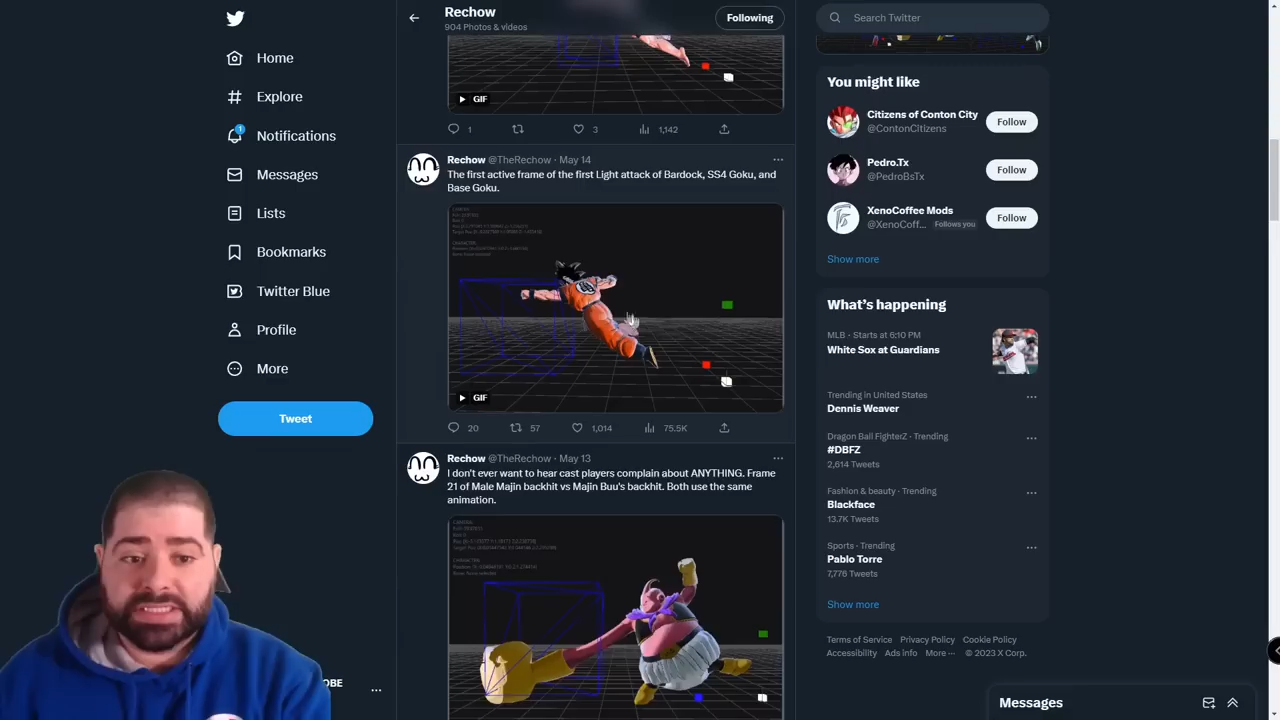 Home
Explore
1
Notifications
Messages
Lists
Bookmarks
Twitter Blue
Profile
More
Tweet
OBE
Rechow
904 Photos & videos
Following
GIF
1
3
1,142
Rechow @TheRechow · May 14
The first active frame of the first Light attack of Bardock, SS4 Goku, and
Base Goku.
GIF
20
57
1,014
75.5K
Rechow @TheRechow · May 13
I don't ever want to hear cast players complain about ANYTHING. Frame
21 of Male Majin backhit vs Majin Buu's backhit. Both use the same
animation.
Search Twitter
You might like
Citizens of Conton City
@ContonCitizens
Follow
Pedro.Tx
@PedroBsTx
Follow
XenoCoffee Mods
@XenoCoff... Follows you
Follow
Show more
What's happening
MLB · Starts at 6:10 PM
White Sox at Guardians
Trending in United States
Dennis Weaver
Dragon Ball FighterZ · Trending
#DBFZ
2,614 Tweets
Fashion & beauty · Trending
Blackface
13.7K Tweets
Sports · Trending
Pablo Torre
7,776 Tweets
Show more
Terms of Service Privacy Policy Cookie Policy
Accessibility Ads info More ··· © 2023 X Corp.
Messages